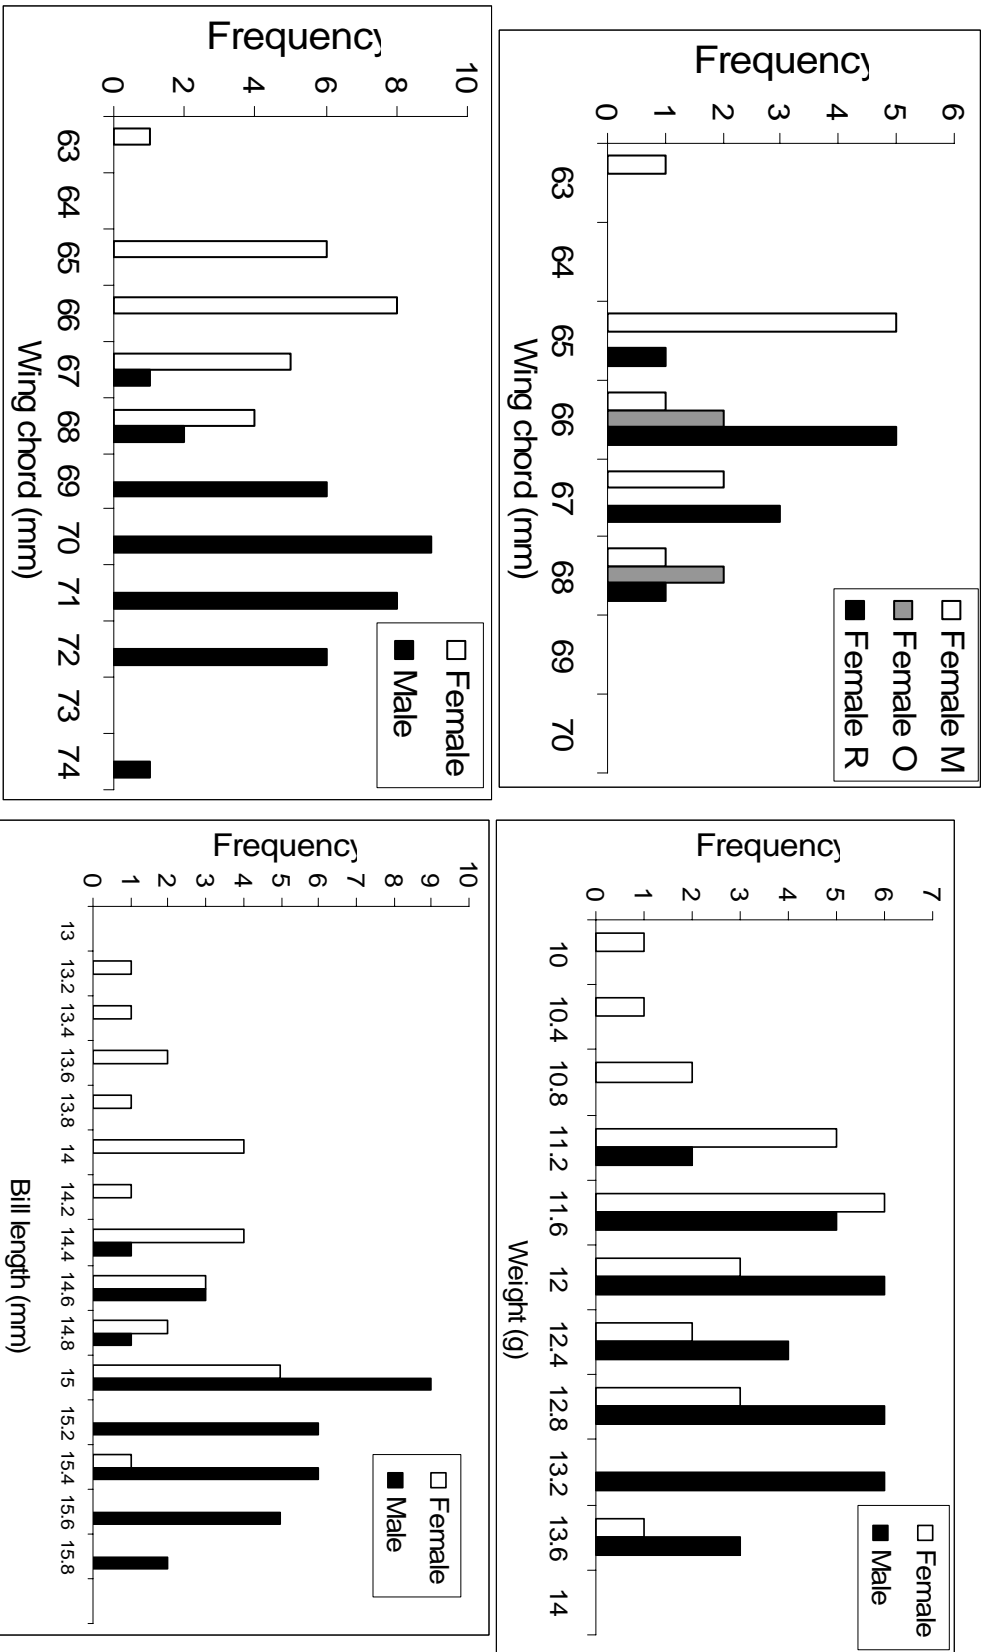 Frequency
10
8
6
4
2
0
63 64 65 66 67 68 69 70 71 72 73 74
Wing chord (mm)
Female
Male
Frequency
6
5
4
3
2
1
0
63 64 65 66 67 68 69 70
Wing chord (mm)
Female M
Female O
Female R
Frequency
10
9
8
7
6
5
4
3
2
1
0
13 13.2 13.4 13.6 13.8 14 14.2 14.4 14.6 14.8 15 15.2 15.4 15.6 15.8
Bill length (mm)
Female
Male
Frequency
7
6
5
4
3
2
1
0
10 10.4 10.8 11.2 11.6 12 12.4 12.8 13.2 13.6 14
Weight (g)
Female
Male